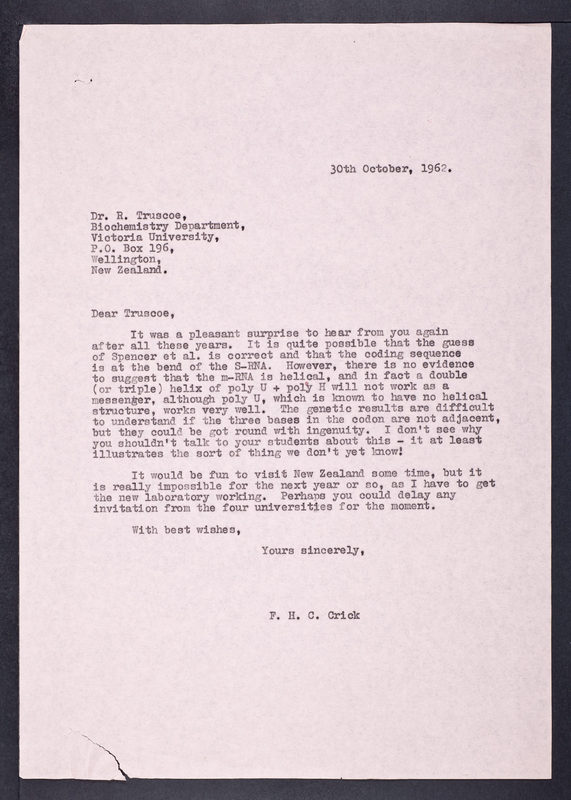 30th October, 1962.
Dr. R. Truscoe,
Biochemistry Department,
Victoria University,
P.O. Box 196,
Wellington,
New Zealand.
Dear Truscoe,
It was a pleasant surprise to hear from you again
after all these years. It is quite possible that the guess
of Spencer et al. is correct and that the coding sequence
is at the bend of the S-RNA. However, there is no evidence
to suggest that the m-RNA is helical, and in fact a double
(or triple) helix of poly U + poly H will not work as a
messenger, although poly U, which is known to have no helical
structure, works very well. The genetic results are difficult
to understand if the three bases in the codon are not adjacent,
but they could be got round with ingenuity. I don't see why
you shouldn't talk to your students about this - it at least
illustrates the sort of thing we don't yet know!
It would be fun to visit New Zealand some time, but it
is really impossible for the next year or so, as I have to get
the new laboratory working. Perhaps you could delay any
invitation from the four universities for the moment.
With best wishes,
Yours sincerely,
F. H. C. Crick